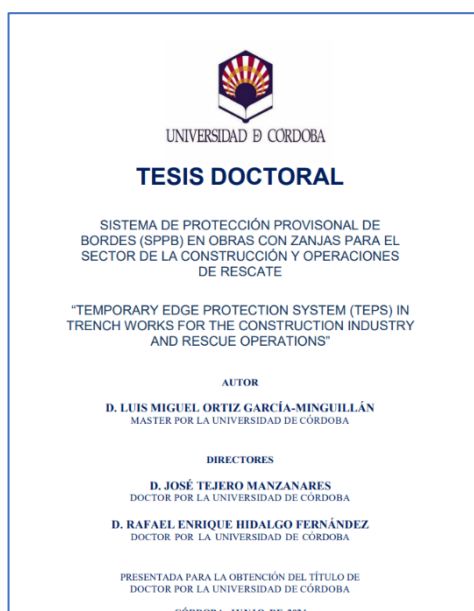 UNIVERSIDAD D CÓRDOBA
TESIS DOCTORAL
SISTEMA DE PROTECCIÓN PROVISONAL DE
BORDES (SPPB) EN OBRAS CON ZANJAS PARA EL
SECTOR DE LA CONSTRUCCIÓN Y OPERACIONES
DE RESCATE
“TEMPORARY EDGE PROTECTION SYSTEM (TEPS) IN
TRENCH WORKS FOR THE CONSTRUCTION INDUSTRY
AND RESCUE OPERATIONS”
AUTOR
D. LUIS MIGUEL ORTIZ GARCÍA-MINGUILLÁN
MASTER POR LA UNIVERSIDAD DE CÓRDOBA
DIRECTORES
D. JOSÉ TEJERO MANZANARES
DOCTOR POR LA UNIVERSIDAD DE CÓRDOBA
D. RAFAEL ENRIQUE HIDALGO FERNÁNDEZ
DOCTOR POR LA UNIVERSIDAD DE CÓRDOBA
PRESENTADA PARA LA OBTENCIÓN DEL TÍTULO DE
DOCTOR POR LA UNIVERSIDAD DE CÓRDOBA
CÓRDOBA, JUNIO DE